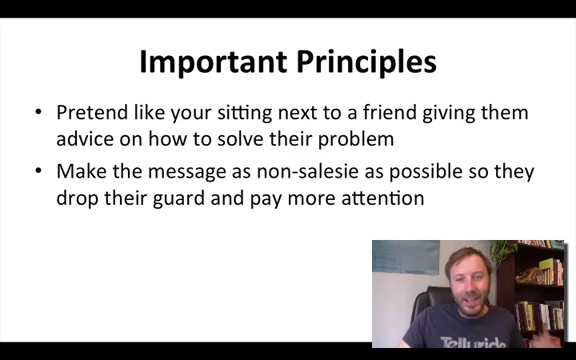 Important Principles
• Pretend like your sitting next to a friend giving them
advice on how to solve their problem
• Make the message as non-salesie as possible so they
drop their guard and pay more attention
Telluride